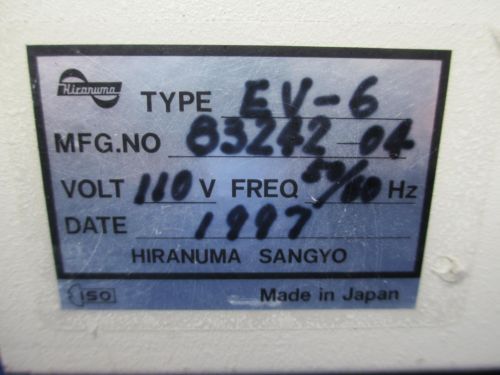 Hiranuma
TYPE EV-6
MFG.NO 83242-04
VOLT 110 V FREQ 50/60 Hz
DATE 1997
HIRANUMA SANGYO
ISO Made in Japan